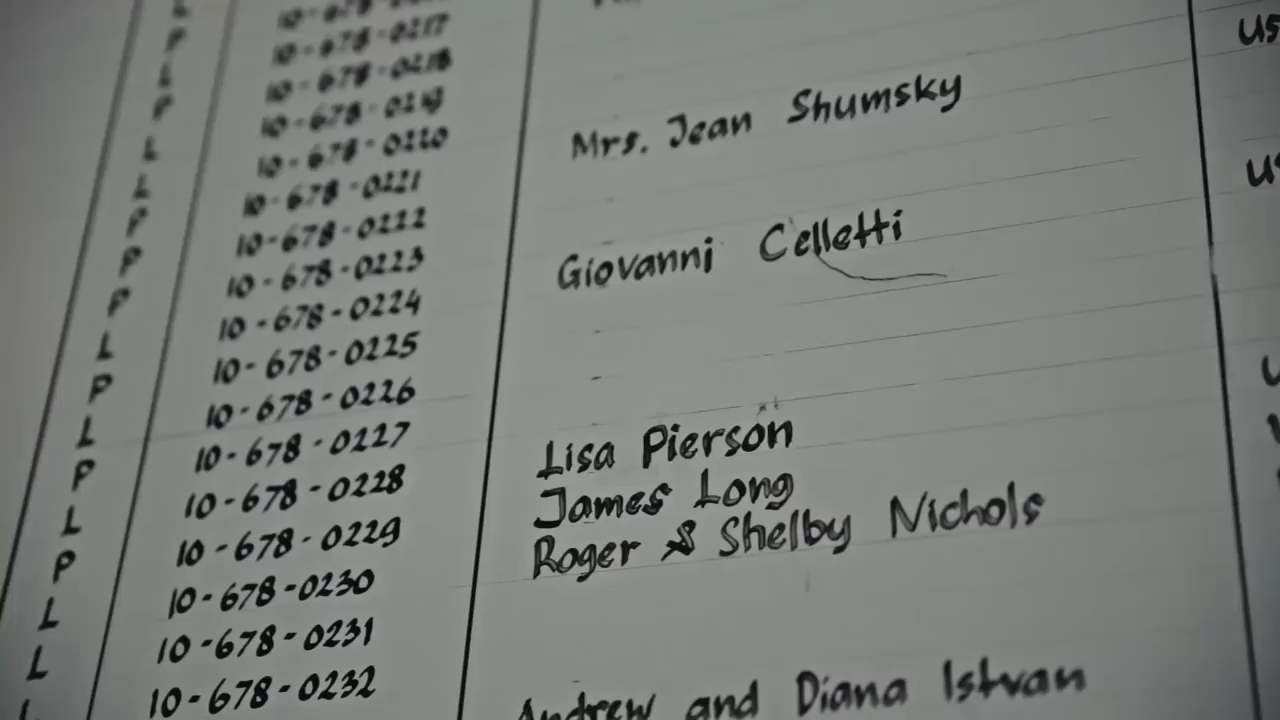 L 10-678-0217
P 10-678-0218
L 10-678-0219
L 10-678-0220
P 10-678-0221 Mrs. Jean Shumsky US
P 10-678-0222
P 10-678-0223
L 10-678-0224 Giovanni Celletti
P 10-678-0225
L 10-678-0226
P 10-678-0227
L 10-678-0228 Lisa Pierson
P 10-678-0229 James Long
L 10-678-0230 Roger & Shelby Nichols
L 10-678-0231
L 10-678-0232
Andrew and Diana Istvan